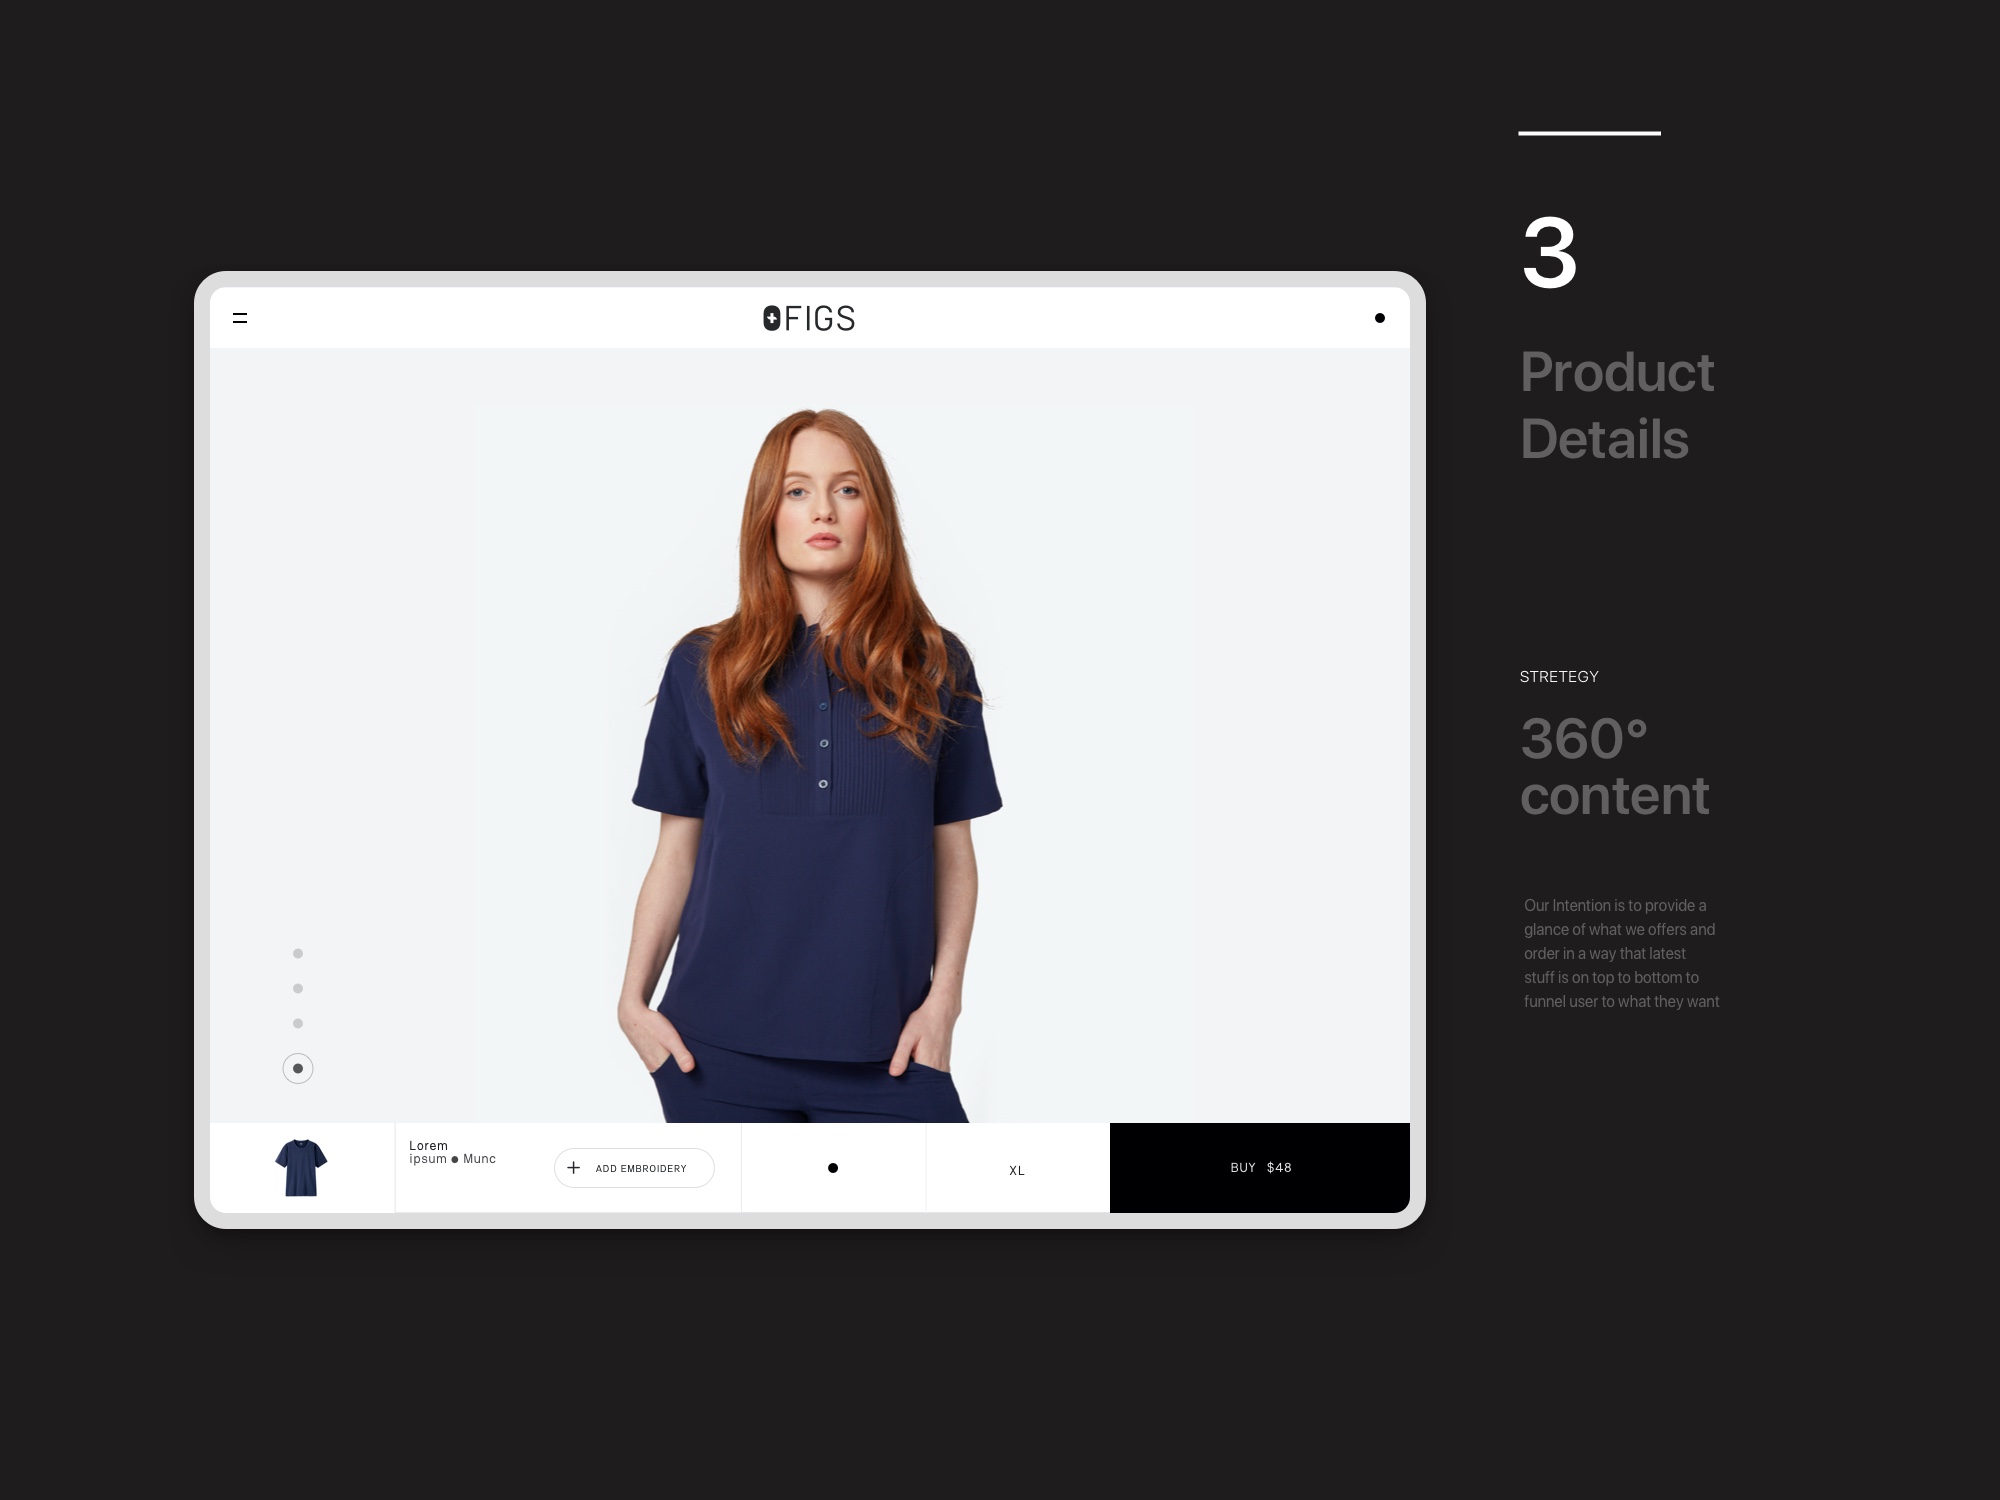 FIGS
Lorem
ipsum ● Munc
+ ADD EMBROIDERY
XL
BUY $48
3
Product
Details
STRETEGY
360°
content
Our Intention is to provide a
glance of what we offers and
order in a way that latest
stuff is on top to bottom to
funnel user to what they want